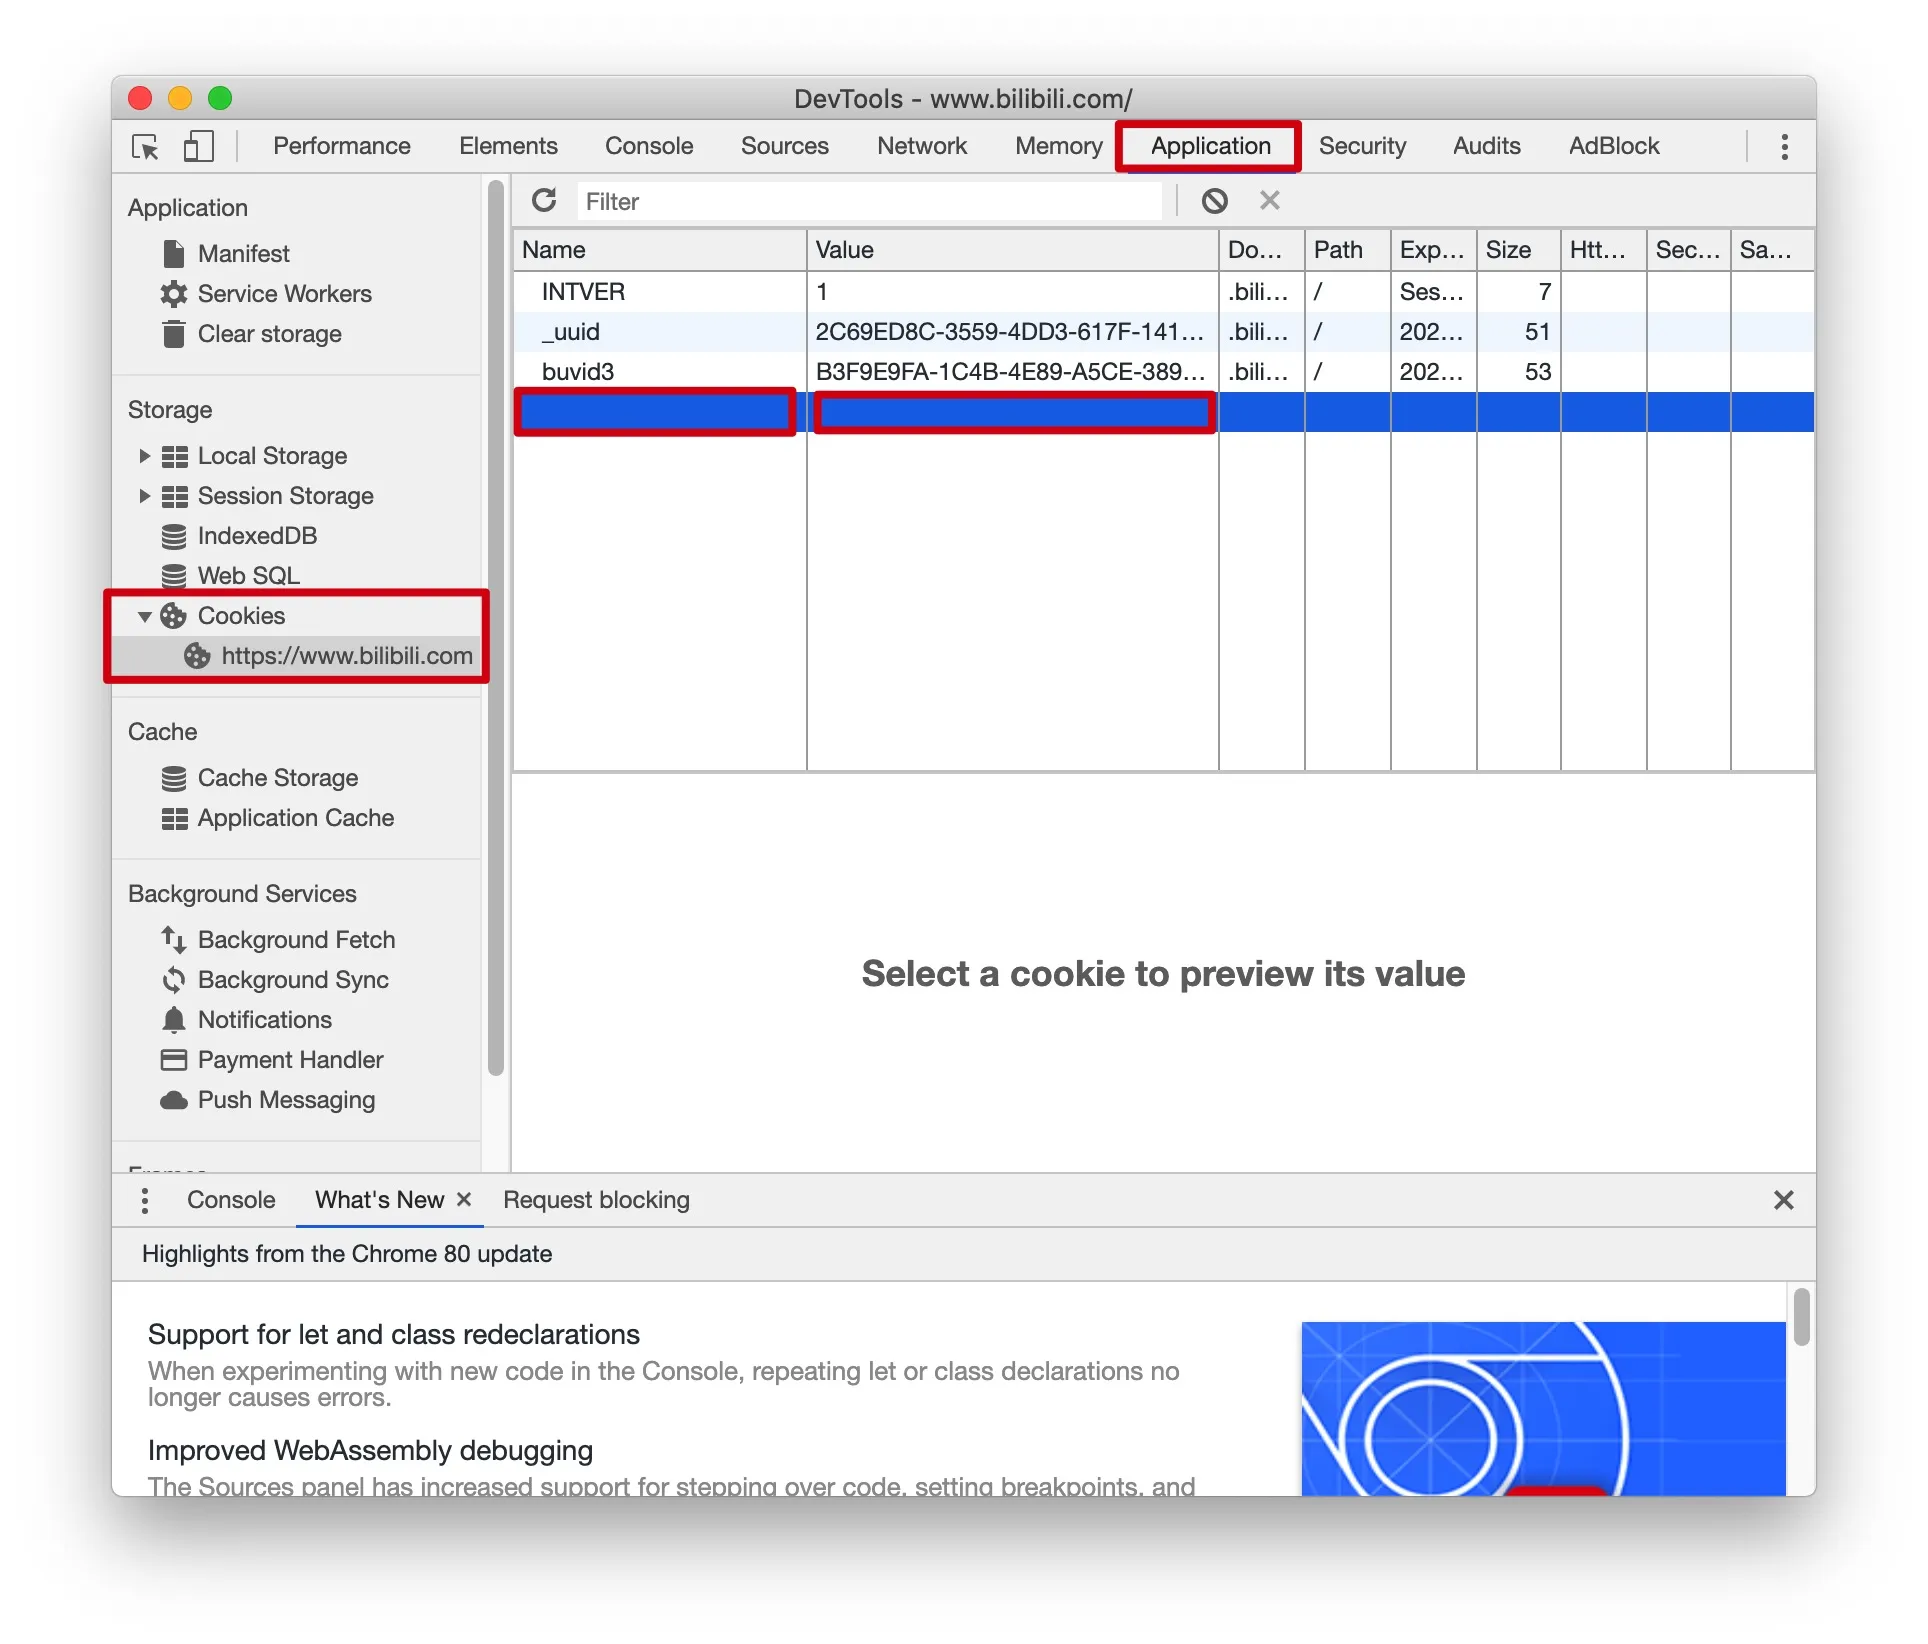 DevTools - www.bilibili.com/
Performance Elements Console Sources Network Memory Application Security Audits AdBlock
Application
Manifest
Service Workers
Clear storage
Storage
Local Storage
Session Storage
IndexedDB
Web SQL
Cookies
https://www.bilibili.com
Cache
Cache Storage
Application Cache
Background Services
Background Fetch
Background Sync
Notifications
Payment Handler
Push Messaging
Filter
Name Value Do... Path Exp... Size Htt... Sec... Sa...
INTVER 1 .bili... / Ses... 7
_uuid 2C69ED8C-3559-4DD3-617F-141... .bili... / 202... 51
buvid3 B3F9E9FA-1C4B-4E89-A5CE-389... .bili... / 202... 53
Select a cookie to preview its value
Console What's New Request blocking
Highlights from the Chrome 80 update
Support for let and class redeclarations
When experimenting with new code in the Console, repeating let or class declarations no
longer causes errors.
Improved WebAssembly debugging
The Sources panel has increased support for stepping over code, setting breakpoints, and